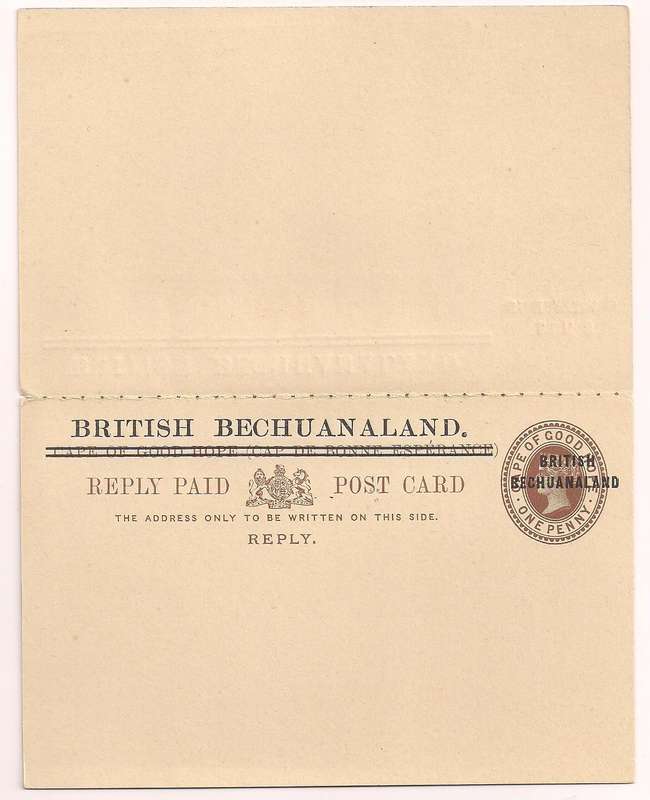 BRITISH BECHUANALAND.
CAPE OF GOOD HOPE (CAP DE BONNE ESPÉRANCE)
REPLY PAID POST CARD
THE ADDRESS ONLY TO BE WRITTEN ON THIS SIDE.
REPLY.
CAPE OF GOOD HOPE
BRITISH
BECHUANALAND
ONE PENNY.